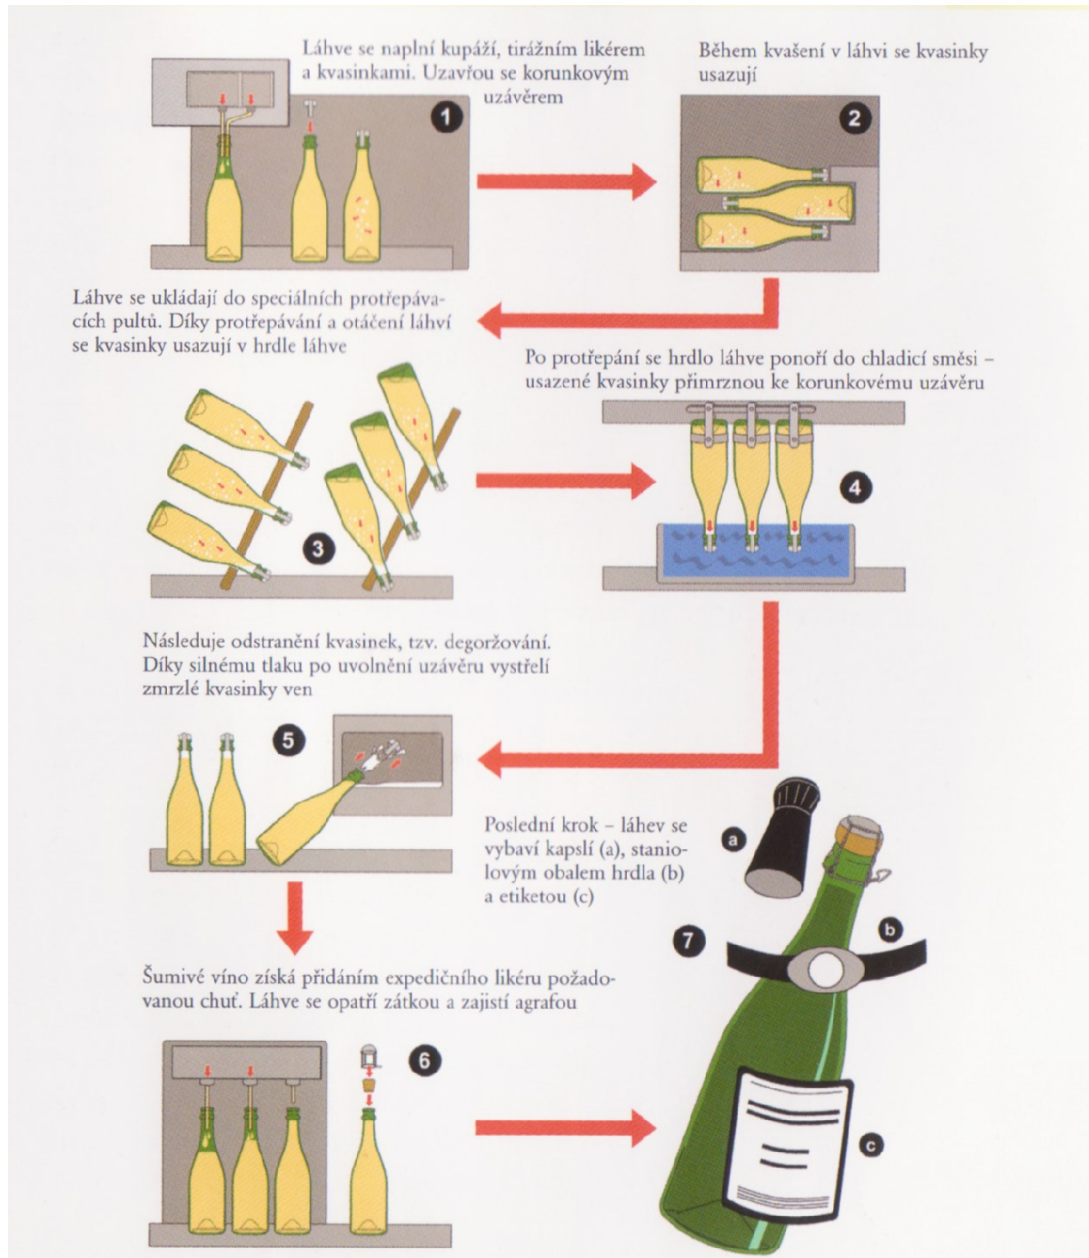 Láhve se naplní kupáží, tirážním likérem
a kvasinkami. Uzavřou se korunkovým
uzávěrem
1
Během kvašení v láhvi se kvasinky
usazují
2
Láhve se ukládají do speciálních protřepáva-
cích pultů. Díky protřepávání a otáčení láhví
se kvasinky usazují v hrdle láhve
3
Po protřepání se hrdlo láhve ponoří do chladicí směsi –
usazené kvasinky přimrznou ke korunkovému uzávěru
4
Následuje odstranění kvasinek, tzv. degoržování.
Díky silnému tlaku po uvolnění uzávěru vystřelí
zmrzlé kvasinky ven
5
Šumivé víno získá přidáním expedičního likéru požado-
vanou chuť. Láhve se opatří zátkou a zajistí agrafou
6
Poslední krok – láhev se
vybaví kapslí (a), stanio-
lovým obalem hrdla (b)
a etiketou (c)
7
a
b
c